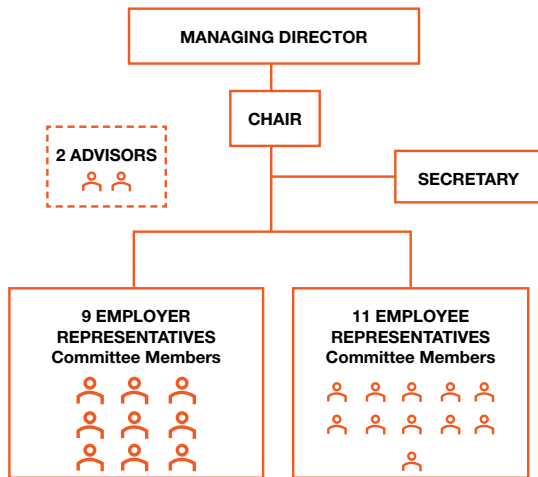 MANAGING DIRECTOR
CHAIR
2 ADVISORS
SECRETARY
9 EMPLOYER
REPRESENTATIVES
Committee Members
11 EMPLOYEE
REPRESENTATIVES
Committee Members